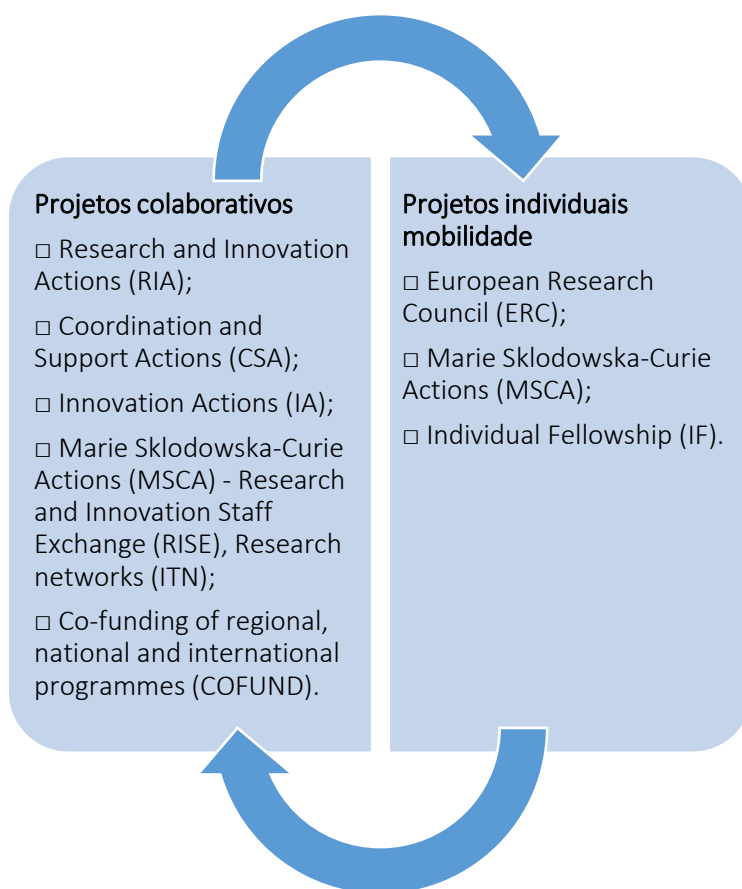 Projetos colaborativos
□ Research and Innovation
Actions (RIA);
□ Coordination and
Support Actions (CSA);
□ Innovation Actions (IA);
□ Marie Sklodowska-Curie
Actions (MSCA) - Research
and Innovation Staff
Exchange (RISE), Research
networks (ITN);
□ Co-funding of regional,
national and international
programmes (COFUND).
Projetos individuais
mobilidade
□ European Research
Council (ERC);
□ Marie Sklodowska-Curie
Actions (MSCA);
□ Individual Fellowship (IF).